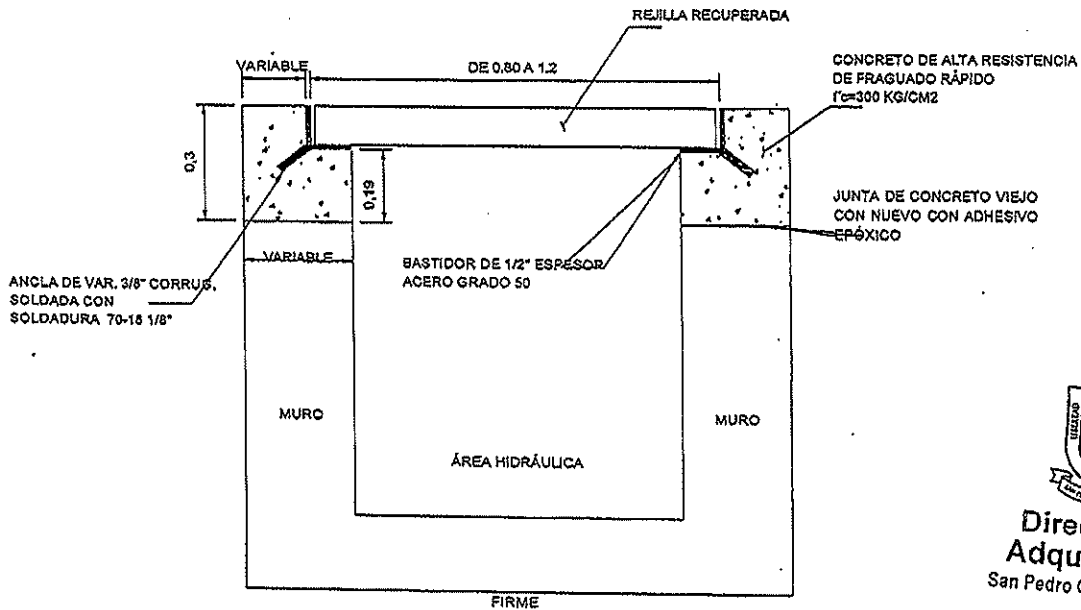 REJILLA RECUPERADA
VARIABLE
DE 0.80 A 1.2
CONCRETO DE ALTA RESISTENCIA
DE FRAGUADO RÁPIDO
f'c=300 KG/CM2
0,3
0,19
JUNTA DE CONCRETO VIEJO
CON NUEVO CON ADHESIVO
EPÓXICO
VARIABLE
BASTIDOR DE 1/2" ESPESOR
ACERO GRADO 50
ANCLA DE VAR. 3/8" CORRUG,
SOLDADA CON
SOLDADURA 70-18 1/8"
MURO
MURO
ÁREA HIDRÁULICA
FIRME
Dire
Adqu
San Pedro